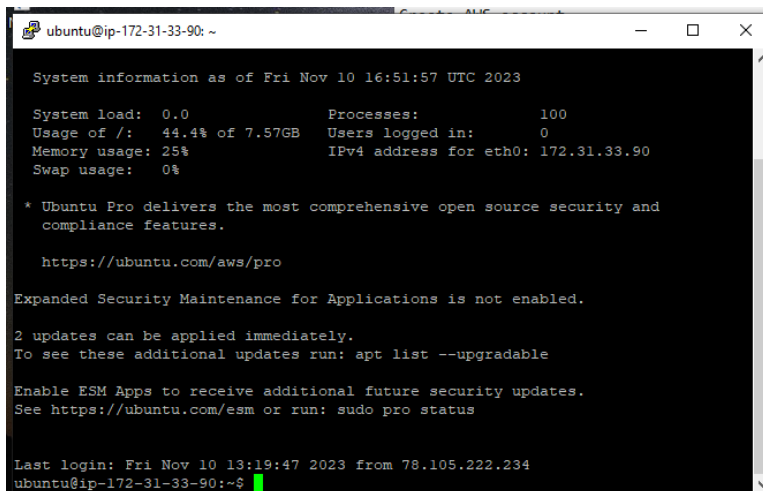 ubuntu@ip-172-31-33-90: ~
System information as of Fri Nov 10 16:51:57 UTC 2023
System load: 0.0 Processes: 100
Usage of /: 44.4% of 7.57GB Users logged in: 0
Memory usage: 25% IPv4 address for eth0: 172.31.33.90
Swap usage: 0%
* Ubuntu Pro delivers the most comprehensive open source security and
compliance features.
https://ubuntu.com/aws/pro
Expanded Security Maintenance for Applications is not enabled.
2 updates can be applied immediately.
To see these additional updates run: apt list --upgradable
Enable ESM Apps to receive additional future security updates.
See https://ubuntu.com/esm or run: sudo pro status
Last login: Fri Nov 10 13:19:47 2023 from 78.105.222.234
ubuntu@ip-172-31-33-90:~$